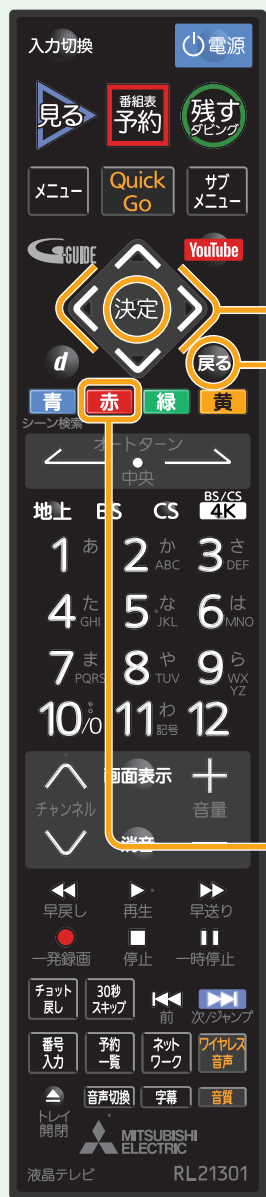 入力切換
電源
見る
番組表
予約
残す
ダビング
メニュー
Quick
Go
サブ
メニュー
G-GUIDE
YouTube
決定
d
戻る
青 赤 緑 黄
シーン検索
オートターン
中央
地上 BS CS BS/CS
4K
1 あ 2 か ABC 3 さ DEF
4 た GHI 5 な JKL 6 は MNO
7 ま PQRS 8 や TUV 9 ら WX
YZ
10/0 11 わ 記号 12
画面表示
チャンネル 音量
消音
早戻し 再生 早送り
一発録画 停止 一時停止
チョット
戻し
30秒
スキップ
前 次/ジャンプ
番号
入力
予約
一覧
ネット
ワーク
ワイヤレス
音声
トレイ
開閉
音声切換 字幕 音質
MITSUBISHI
ELECTRIC
液晶テレビ RL21301